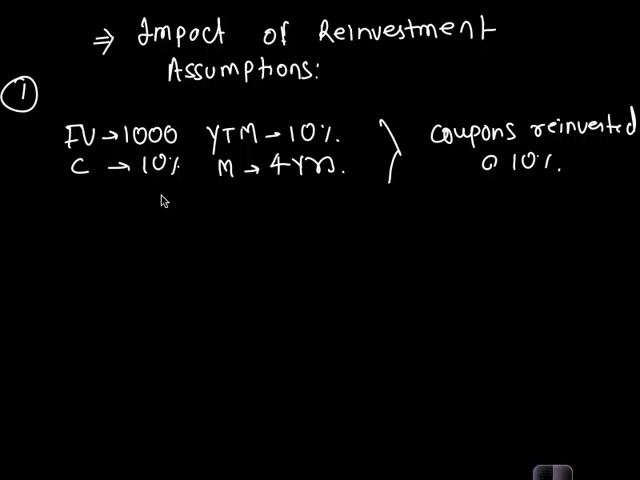 ⇒ Impact of Reinvestment
Assumptions:
①
FV → 1000 YTM → 10%. coupons reinvested
C → 10% M → 4 Yrs. @ 10%.